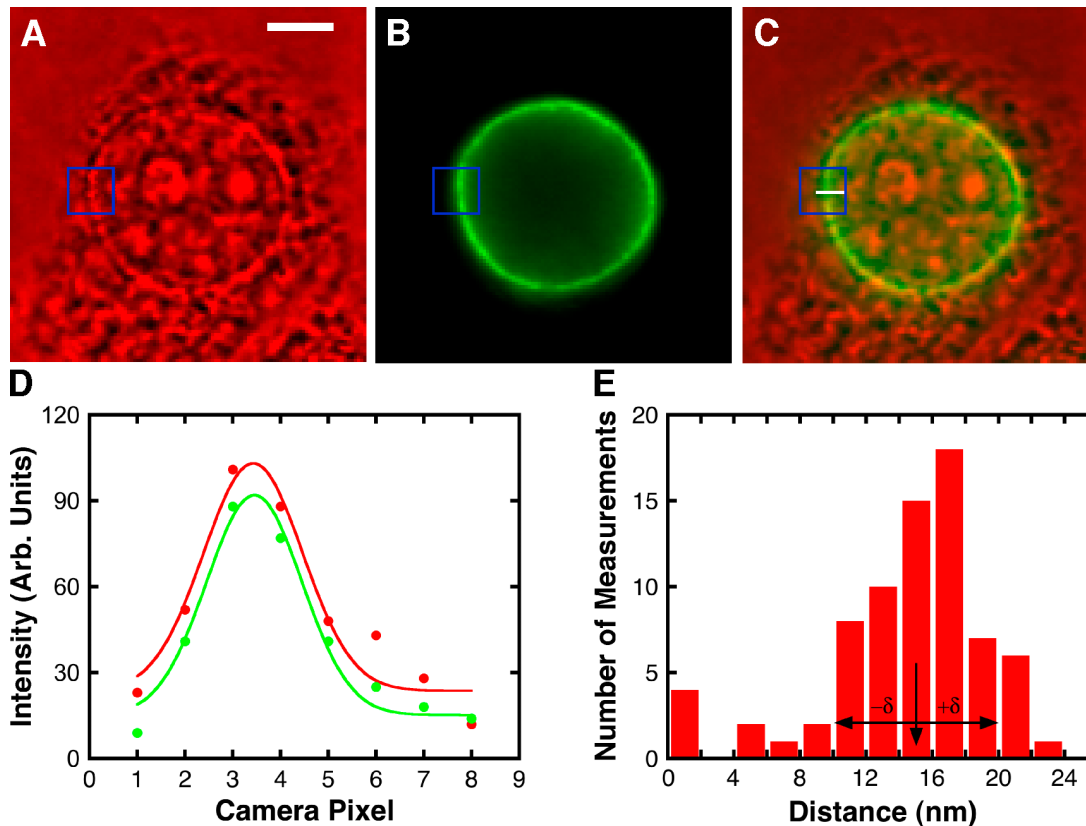 A
B
C
D
E
120
90
60
30
0
0 1 2 3 4 5 6 7 8 9
Intensity (Arb. Units)
Camera Pixel
20
15
10
5
0
0 4 8 12 16 20 24
Number of Measurements
Distance (nm)
−δ +δ